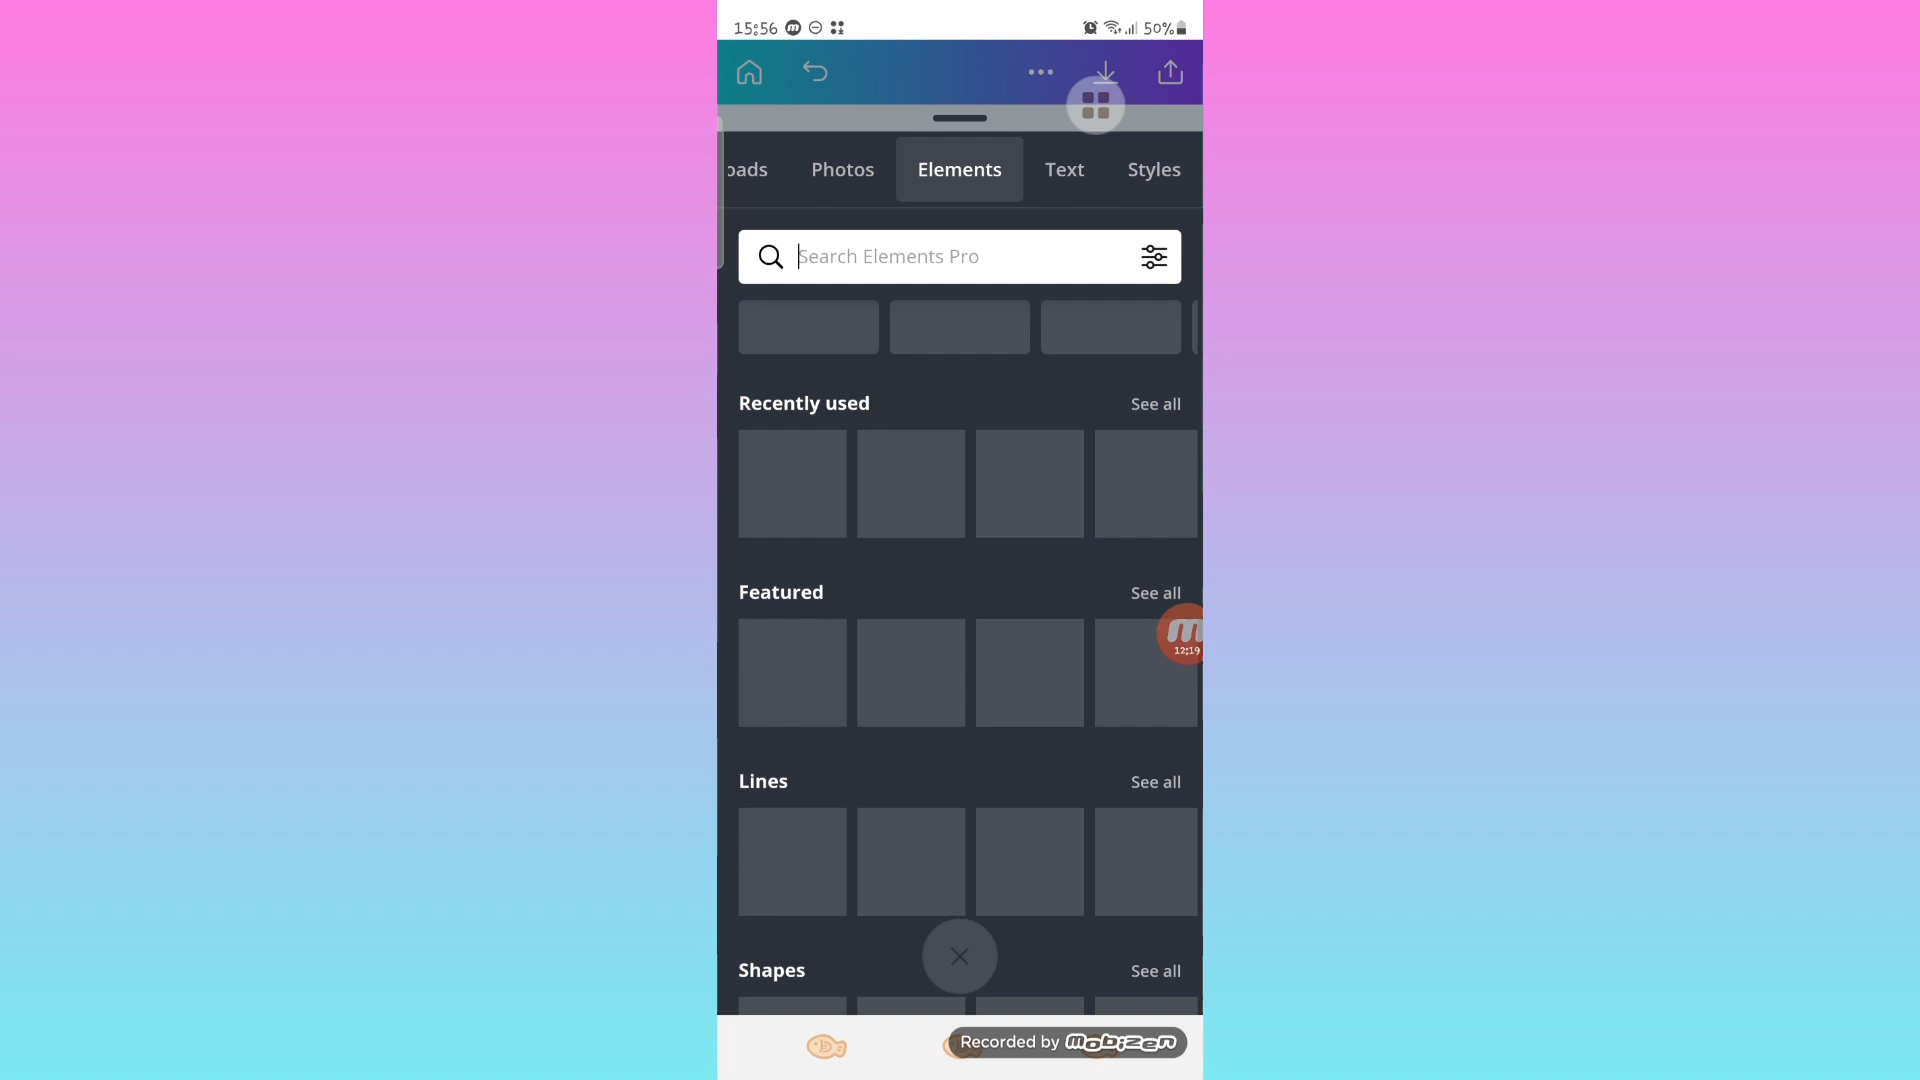 15:56
50%
oads Photos Elements Text Styles
Search Elements Pro
Recently used See all
Featured See all
12:19
Lines See all
Shapes See all
Recorded by mobizen